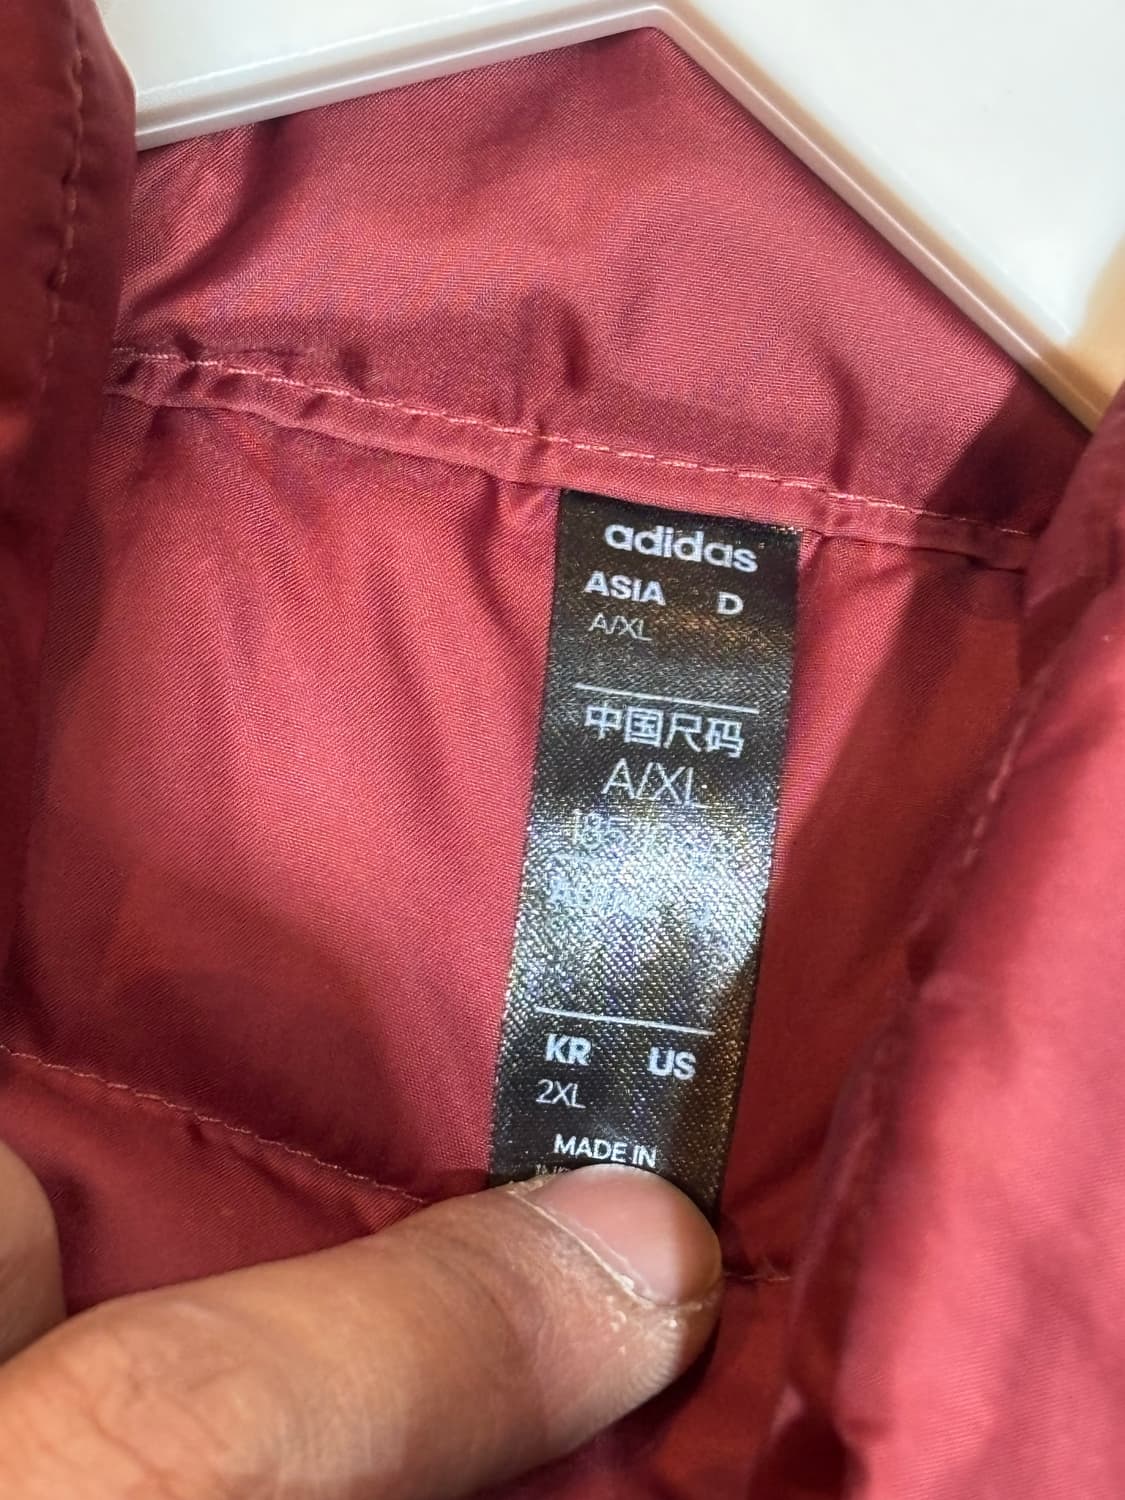 adidas
ASIA D
A/XL
中国尺码
A/XL
KR US
2XL
MADE IN